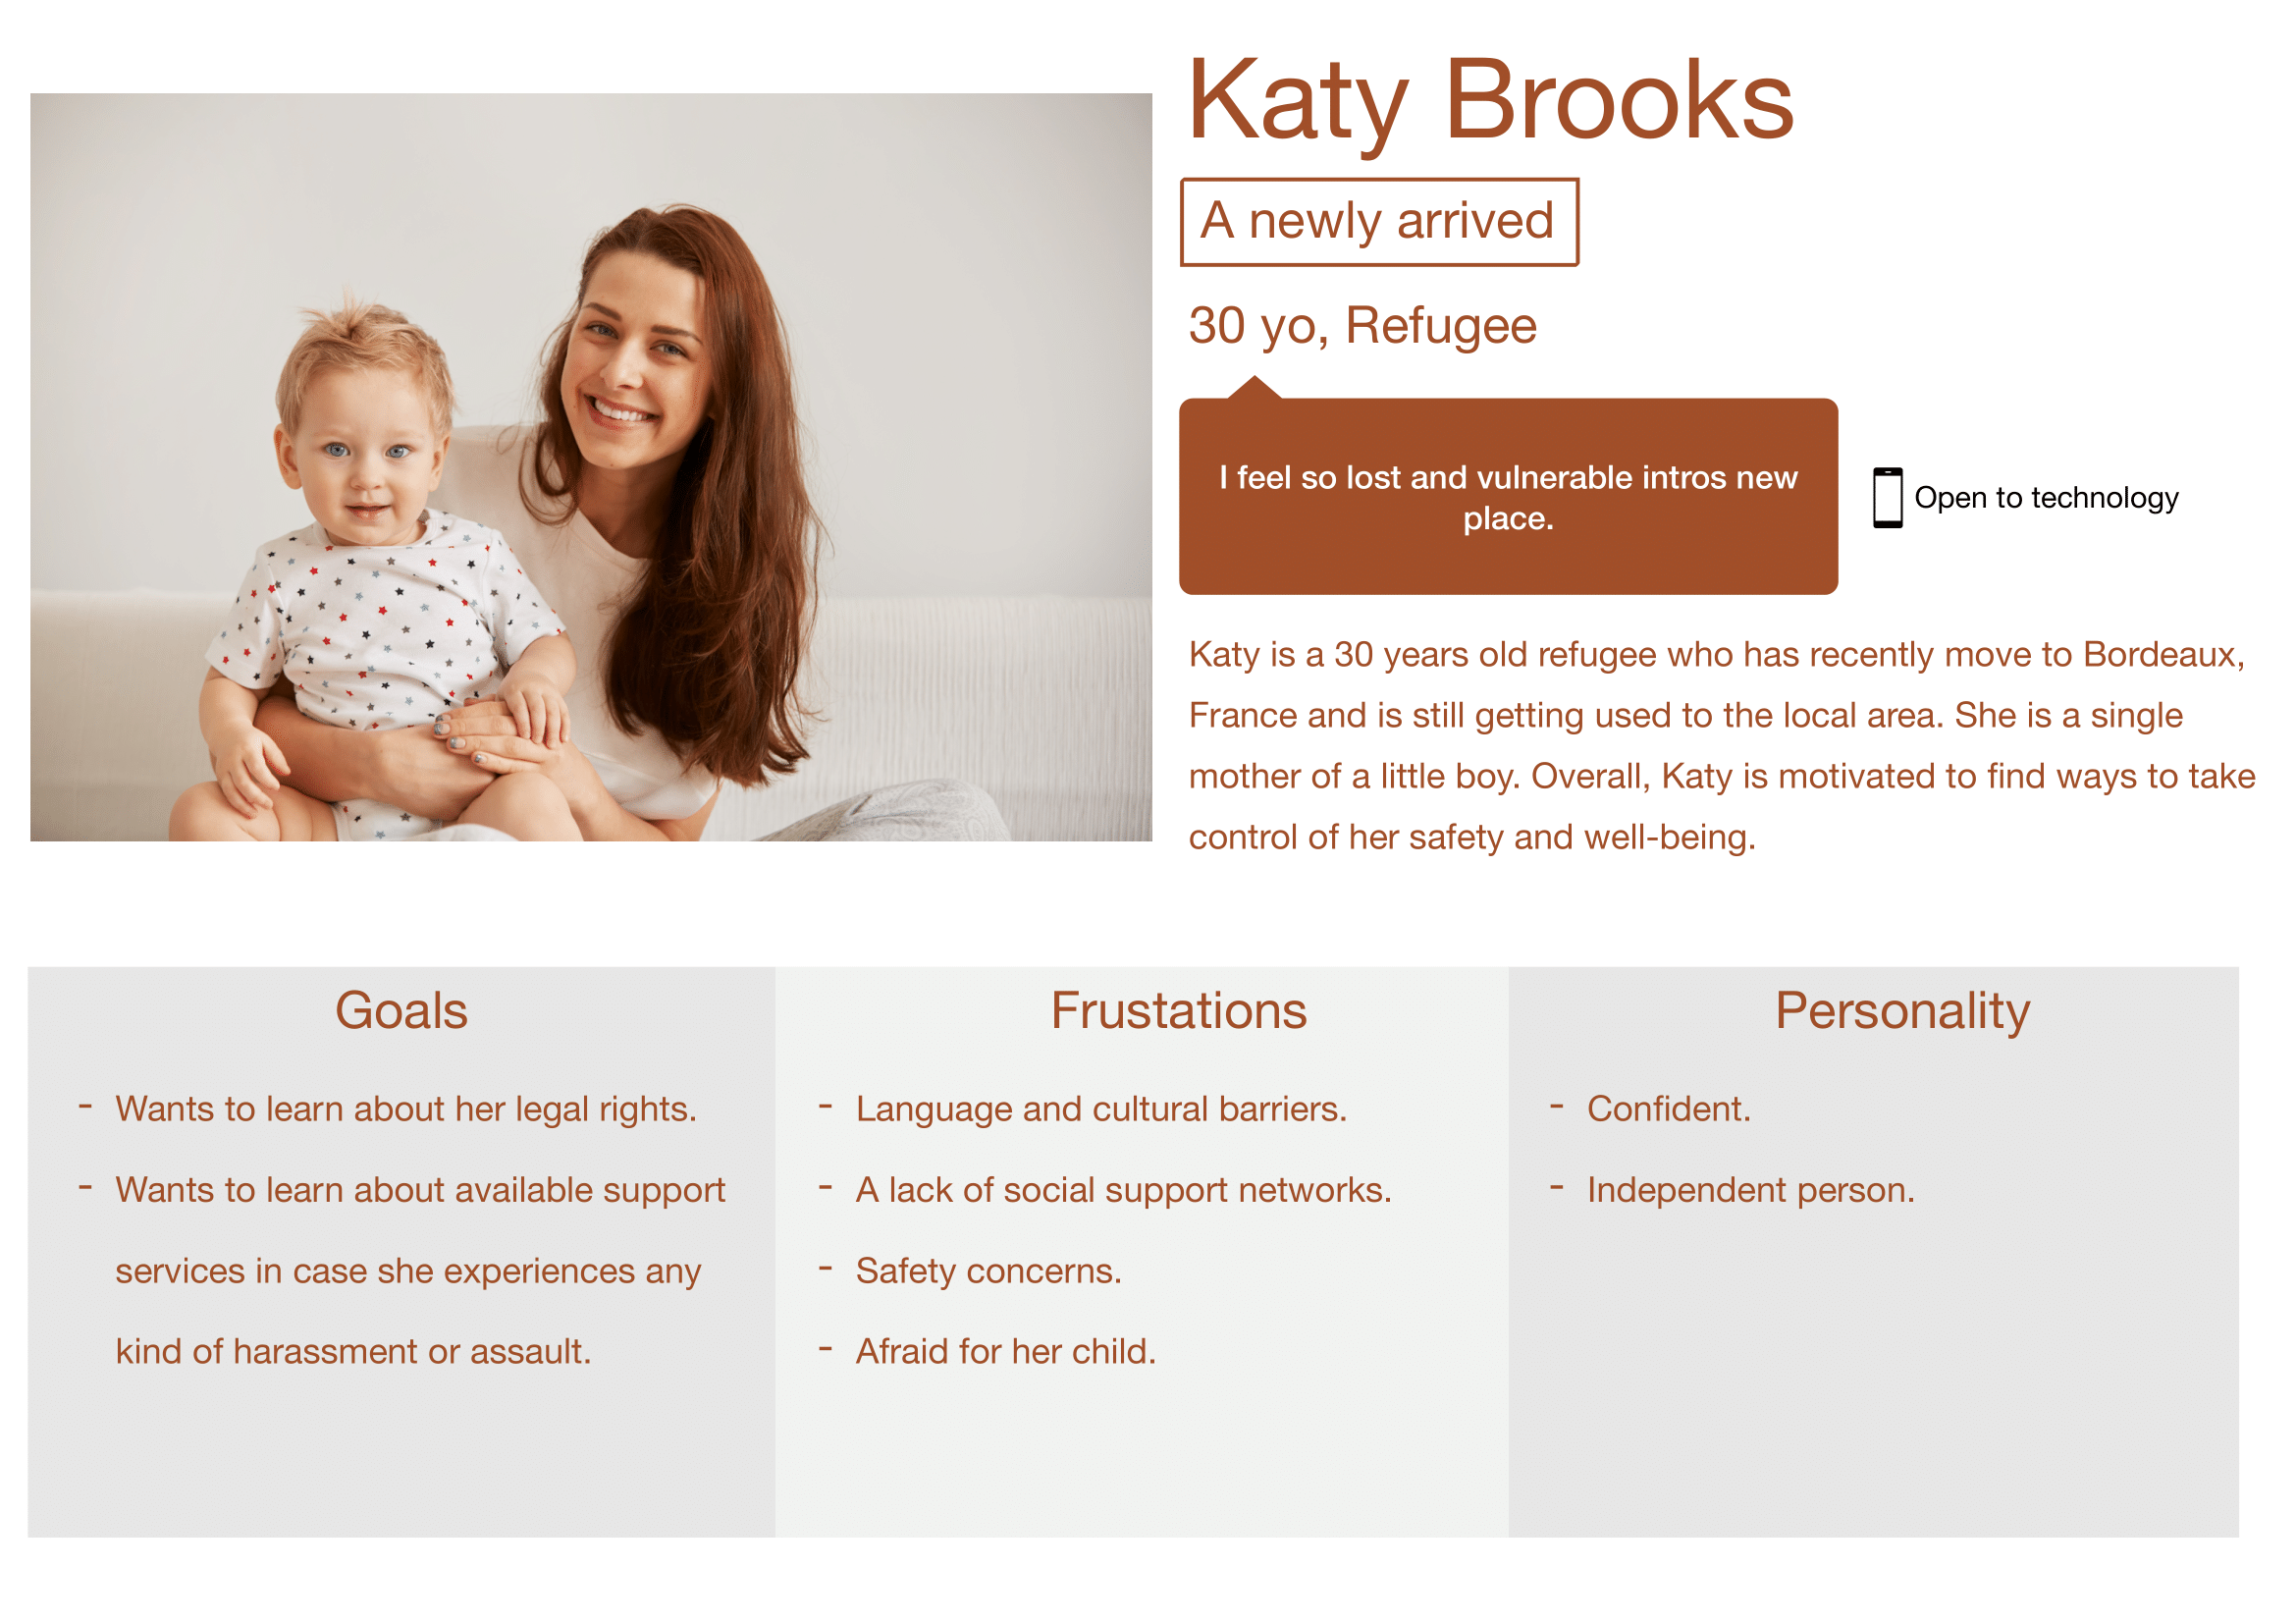 Katy Brooks
A newly arrived
30 yo, Refugee
I feel so lost and vulnerable intros new
place.
Open to technology
Katy is a 30 years old refugee who has recently move to Bordeaux,
France and is still getting used to the local area. She is a single
mother of a little boy. Overall, Katy is motivated to find ways to take
control of her safety and well-being.
Goals
- Wants to learn about her legal rights.
- Wants to learn about available support
services in case she experiences any
kind of harassment or assault.
Frustations
- Language and cultural barriers.
- A lack of social support networks.
- Safety concerns.
- Afraid for her child.
Personality
- Confident.
- Independent person.